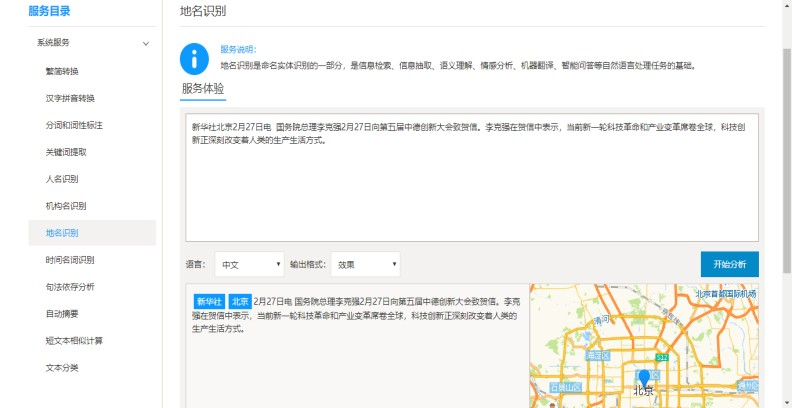 服务目录
系统服务
繁简转换
汉字拼音转换
分词和词性标注
关键词提取
人名识别
机构名识别
地名识别
时间名词识别
句法依存分析
自动摘要
短文本相似计算
文本分类
地名识别
服务说明：
地名识别是命名实体识别的一部分，是信息检索、信息抽取、语义理解、情感分析、机器翻译、智能问答等自然语言处理任务的基础。
服务体验
新华社北京2月27日电 国务院总理李克强2月27日向第五届中德创新大会致贺信。李克强在贺信中表示，当前新一轮科技革命和产业变革席卷全球，科技创
新正深刻改变着人类的生产生活方式。
语言： 中文 输出格式： 效果 开始分析
新华社 北京 2月27日电 国务院总理李克强2月27日向第五届中德创新大会致贺信。李克
强在贺信中表示，当前新一轮科技革命和产业变革席卷全球，科技创新正深刻改变着人类的
生产生活方式。
北京首都国际机场
清河
海淀区
S12
石景山区
北京